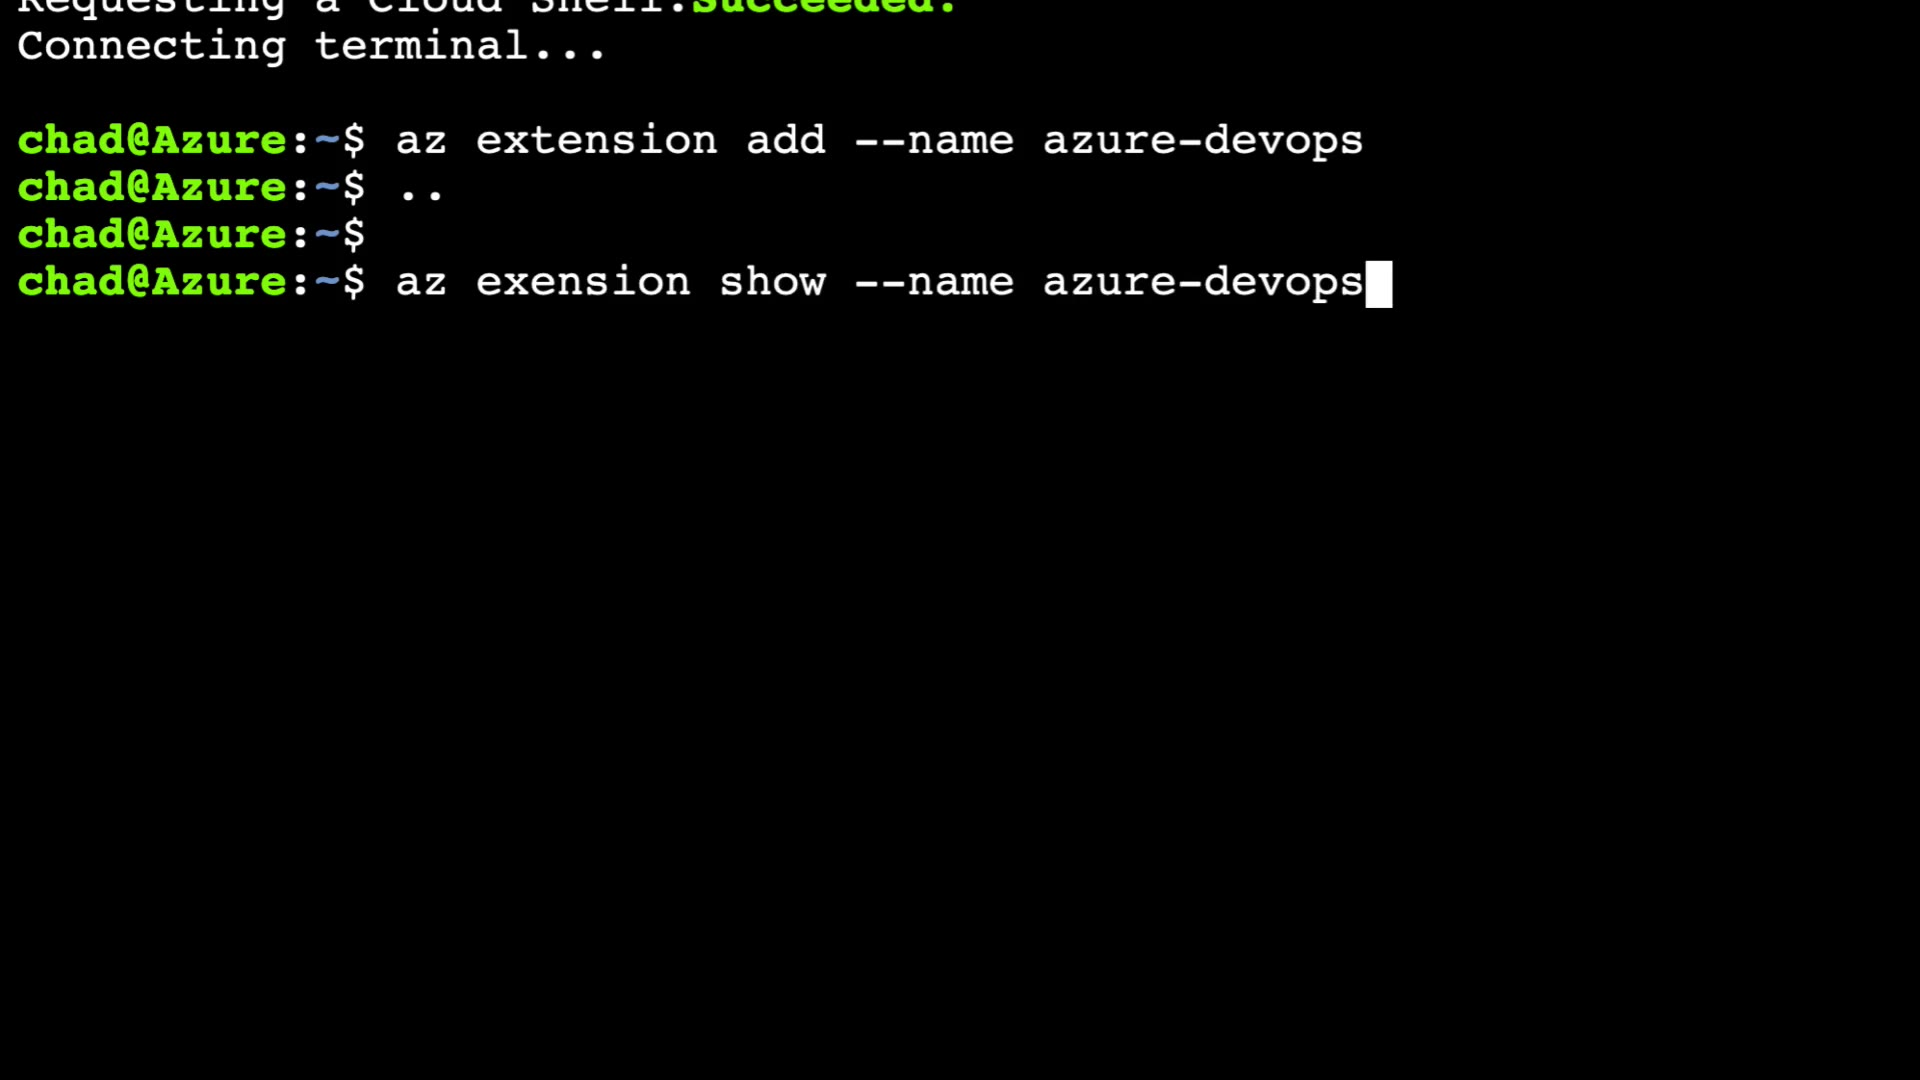 Requesting a Cloud Shell.Succeeded.
Connecting terminal...
chad@Azure:~$ az extension add --name azure-devops
chad@Azure:~$ ..
chad@Azure:~$
chad@Azure:~$ az exension show --name azure-devops